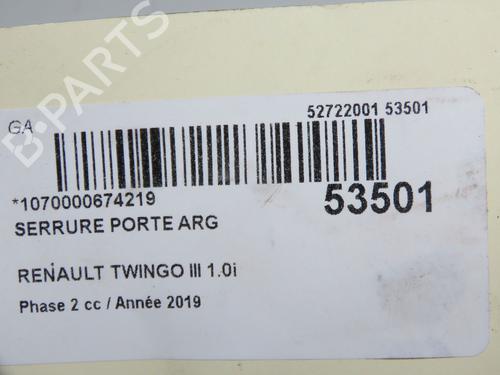 GA
52722001 53501
*1070000674219
53501
SERRURE PORTE ARG
RENAULT TWINGO III 1.0i
Phase 2 cc / Année 2019
B-PARTS